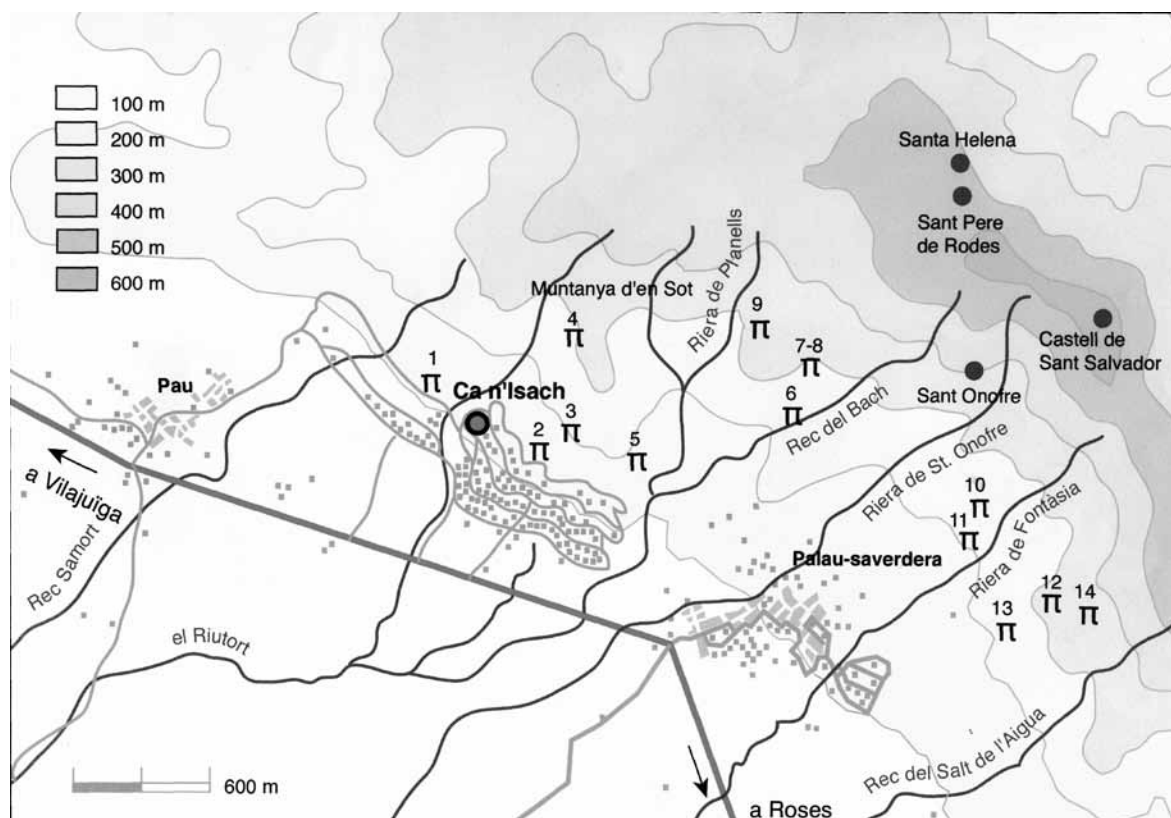 100 m
200 m
300 m
400 m
500 m
600 m
Santa Helena
Sant Pere
de Rodes
Castell de
Sant Salvador
Sant Onofre
Muntanya d'en Sot
Riera de Planells
9
4
7-8
1
Pau
Ca n'Isach
6
3
2
5
Rec del Bach
a Vilajuïga
Riera de St. Onofre
10
11
Rec Samort
Palau-saverdera
Riera de Fontàsia
12
14
13
el Riutort
Rec del Salt de l'Aigua
600 m
a Roses